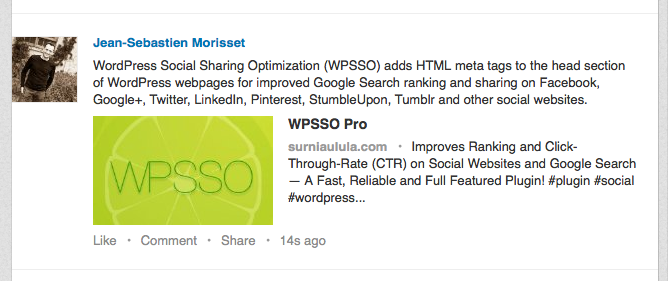 Jean-Sebastien Morisset
WordPress Social Sharing Optimization (WPSSO) adds HTML meta tags to the head section
of WordPress webpages for improved Google Search ranking and sharing on Facebook,
Google+, Twitter, LinkedIn, Pinterest, StumbleUpon, Tumblr and other social websites.
WPSSO
WPSSO Pro
surniaulula.com • Improves Ranking and Click-
Through-Rate (CTR) on Social Websites and Google Search
— A Fast, Reliable and Full Featured Plugin! #plugin #social
#wordpress...
Like • Comment • Share • 14s ago